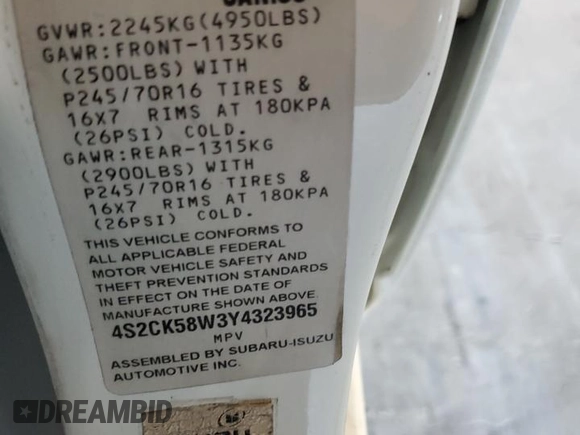 GVWR:2245KG(4950LBS)
GAWR:FRONT-1135KG
(2500LBS) WITH
P245/70R16 TIRES &
16X7 RIMS AT 180KPA
(26PSI) COLD.
GAWR:REAR-1315KG
(2900LBS) WITH
P245/70R16 TIRES &
16X7 RIMS AT 180KPA
(26PSI) COLD.
THIS VEHICLE CONFORMS TO
ALL APPLICABLE FEDERAL
MOTOR VEHICLE SAFETY AND
THEFT PREVENTION STANDARDS
IN EFFECT ON THE DATE OF
MANUFACTURE SHOWN ABOVE.
4S2CK58W3Y4323965
MPV
ASSEMBLED BY SUBARU-ISUZU
AUTOMOTIVE INC.
DREAMBID